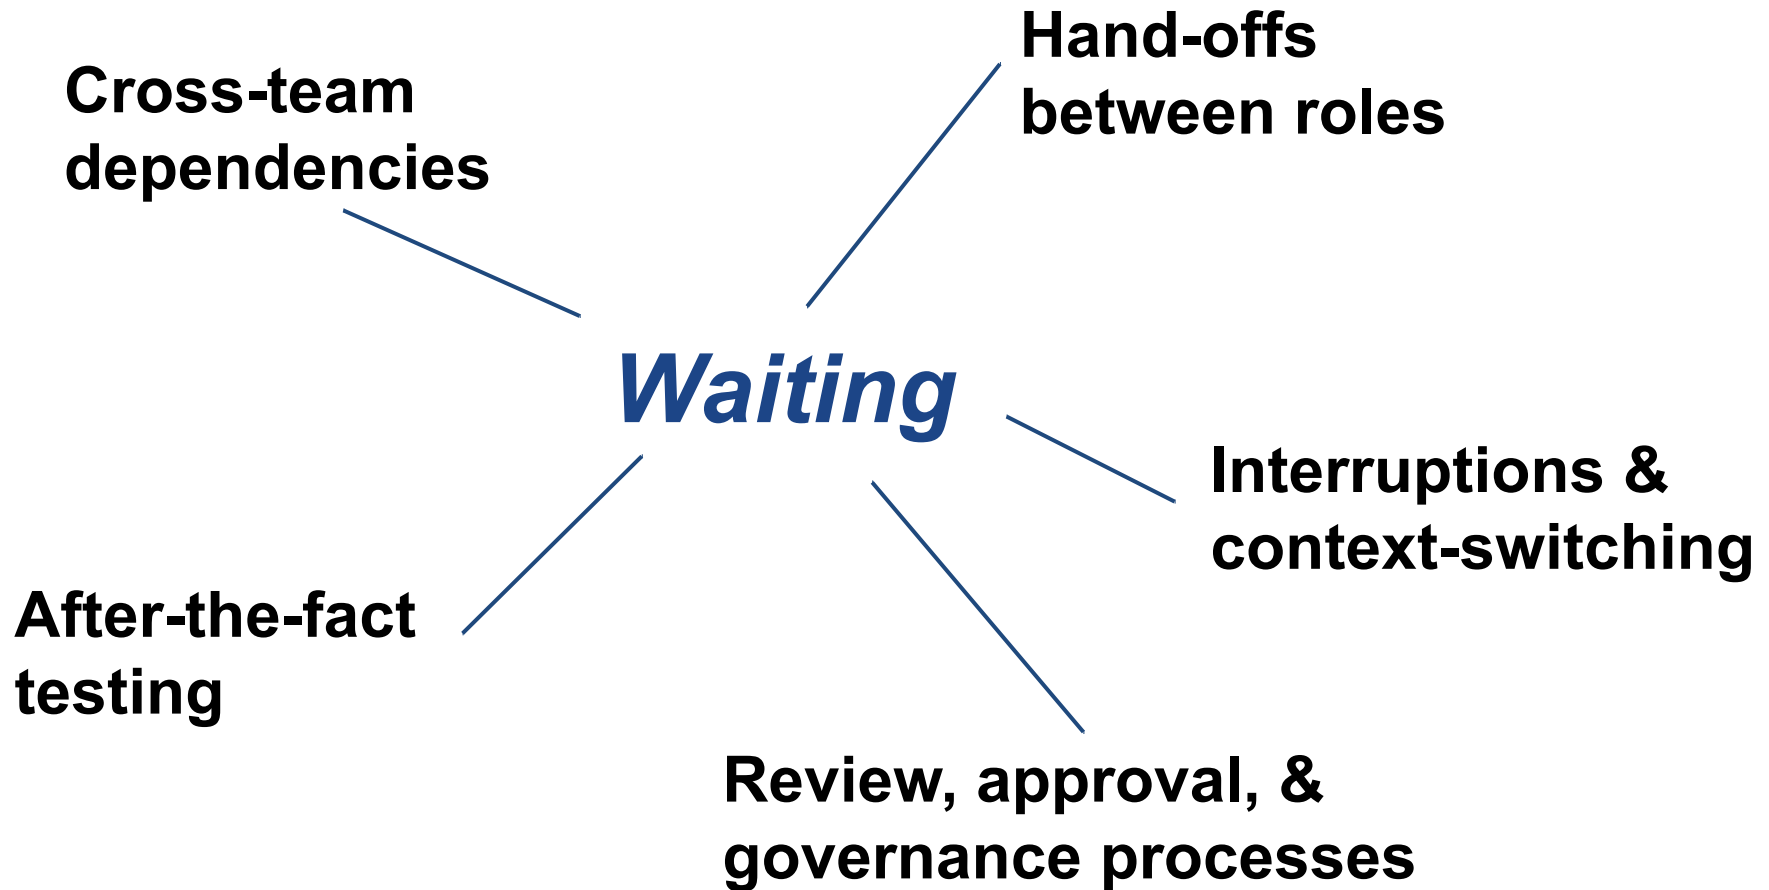 Hand-offs
between roles
Cross-team
dependencies
Waiting
Interruptions &
context-switching
After-the-fact
testing
Review, approval, &
governance processes